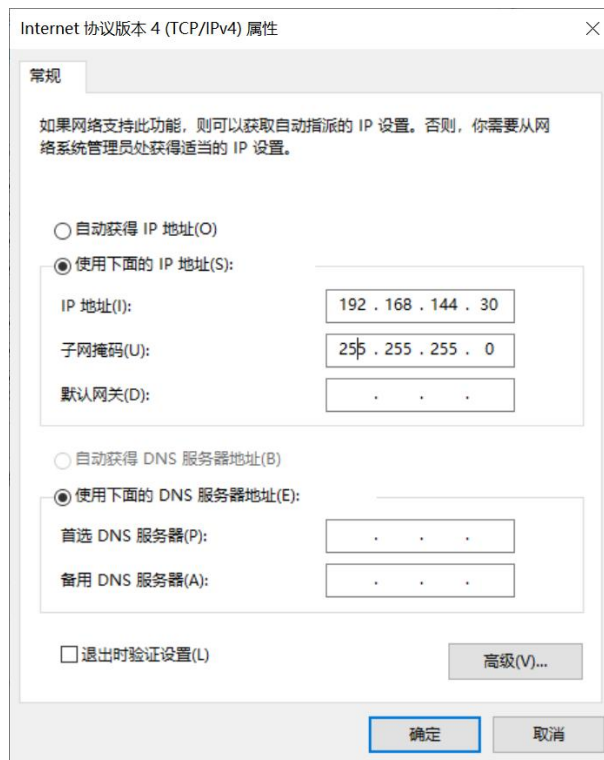 Internet 协议版本 4 (TCP/IPv4) 属性
常规
如果网络支持此功能，则可以获取自动指派的 IP 设置。否则，你需要从网
络系统管理员处获得适当的 IP 设置。
自动获得 IP 地址(O)
使用下面的 IP 地址(S):
IP 地址(I):
192 . 168 . 144 . 30
子网掩码(U):
255 . 255 . 255 . 0
默认网关(D):
. . .
自动获得 DNS 服务器地址(B)
使用下面的 DNS 服务器地址(E):
首选 DNS 服务器(P):
. . .
备用 DNS 服务器(A):
. . .
退出时验证设置(L)
高级(V)...
确定
取消